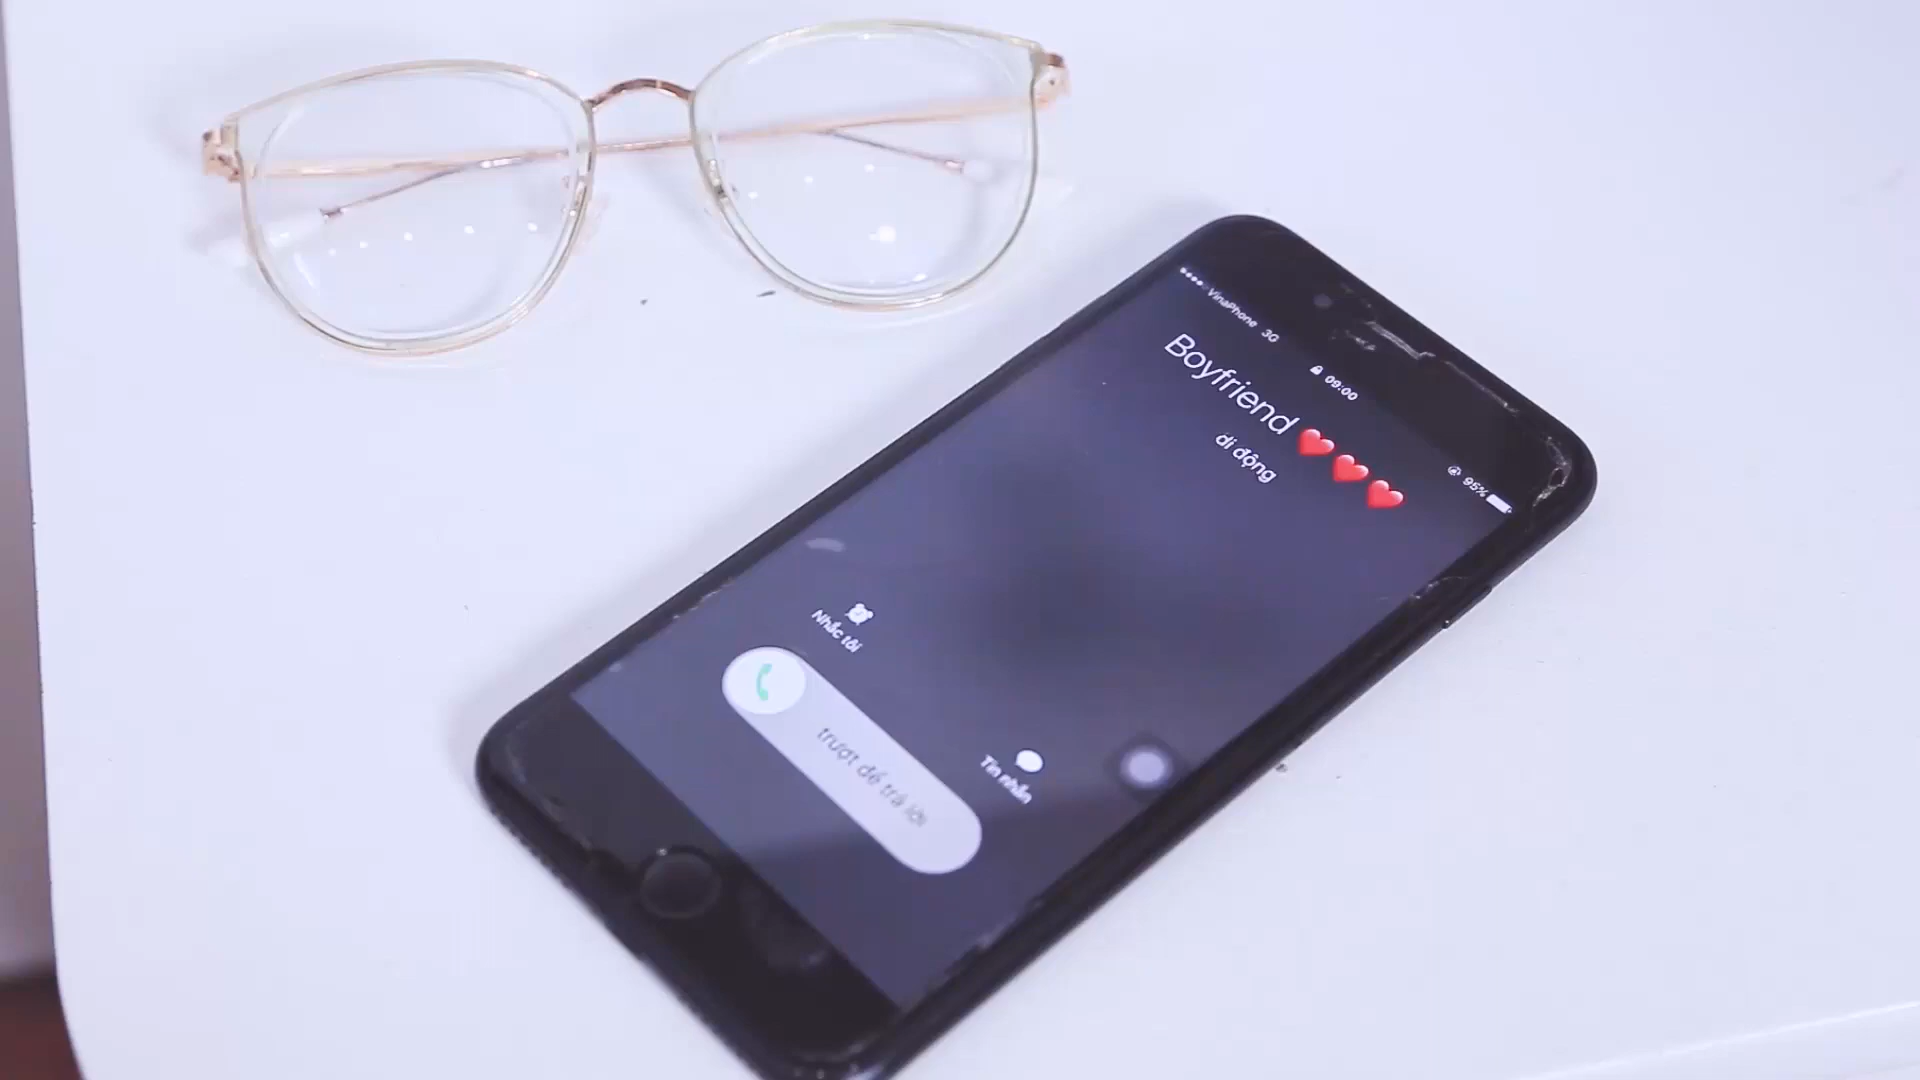 VinaPhone 3G
09:00
95%
Boyfriend ❤️❤️❤️
di động
Nhắc tôi
Tin nhắn
trượt để trả lời